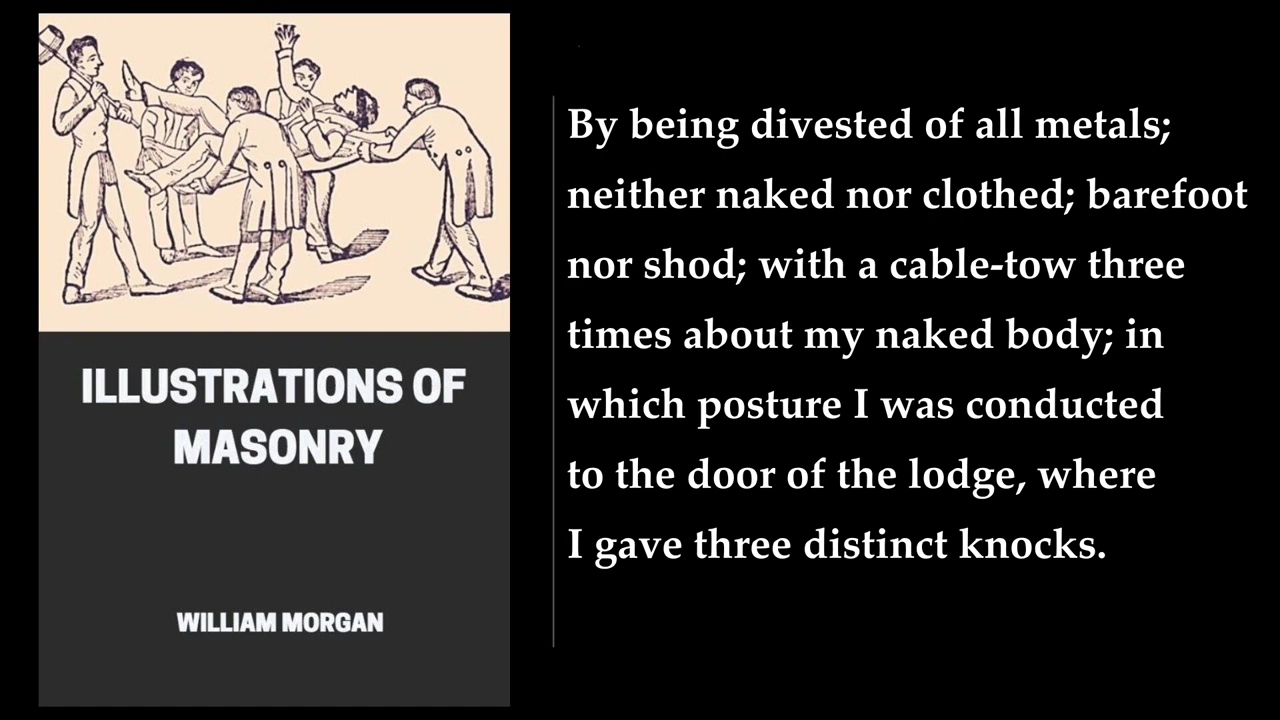 ILLUSTRATIONS OF
MASONRY
WILLIAM MORGAN
By being divested of all metals;
neither naked nor clothed; barefoot
nor shod; with a cable-tow three
times about my naked body; in
which posture I was conducted
to the door of the lodge, where
I gave three distinct knocks.